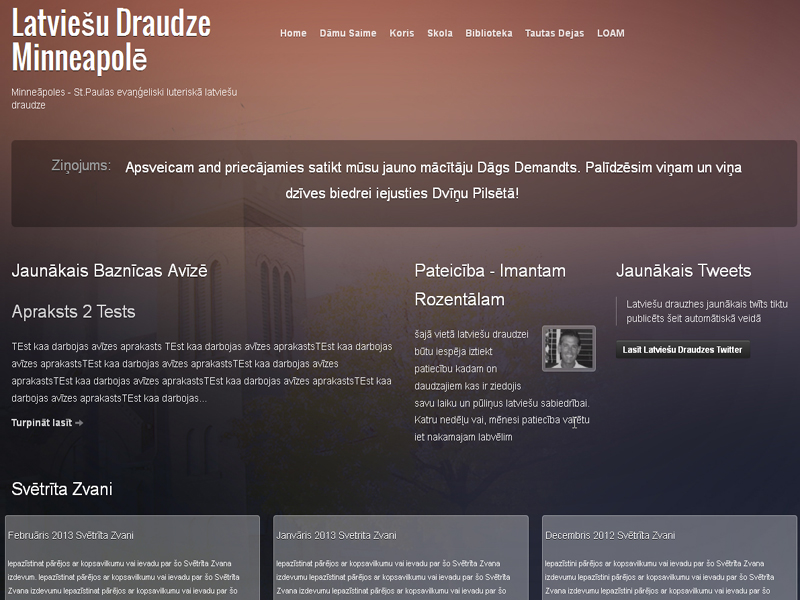 Latviešu Draudze
Minneapolē
Minneāpoles - St.Paulas evaņģeliski luteriskā latviešu
draudze
Home Dāmu Saime Koris Skola Biblioteka Tautas Dejas LOAM
Ziņojums: Apsveicam and priecājamies satikt mūsu jauno mācītāju Dāgs Demandts. Palīdzēsim viņam un viņa
dzīves biedrei iejusties Dvīņu Pilsētā!
Jaunākais Baznīcas Avīzē
Apraksts 2 Tests
TEst kaa darbojas avīzes aprakasts TEst kaa darbojas avīzes aprakastsTEst kaa darbojas
avīzes aprakastsTEst kaa darbojas avīzes aprakastsTEst kaa darbojas avīzes
aprakastsTEst kaa darbojas avīzes aprakastsTEst kaa darbojas avīzes aprakastsTEst kaa
darbojas avīzes aprakastsTEst kaa darbojas...
Turpināt lasīt
Pateicība - Imantam
Rozentālam
šajā vietā latviešu draudzei
būtu iespēja iztiekt
patiecību kadam on
daudzajiem kas ir ziedojis
savu laiku un pūliņus latviešu sabiedrībai.
Katru nedēļu vai, mēnesi patiecība varētu
iet nakamajam labvēlim
Jaunākais Tweets
Latviešu drauzhes jaunākais twīts tiktu
publicēts šeit automātiskā veidā
Lasīt Latviešu Draudzes Twitter
Svētrīta Zvani
Februāris 2013 Svētrīta Zvani
Iepazīstinat pārējos ar kopsavilkumu vai ievadu par šo Svētrīta Zvana
izdevum. Iepazīstinat pārējos ar kopsavilkumu vai ievadu par šo Svētrīta
Zvana izdevumu Iepazīstinat pārējos ar kopsavilkumu vai ievadu par šo
Janvāris 2013 Svetrita Zvani
Iepazīstinat pārējos ar kopsavilkumu vai ievadu par šo Svētrīta Zvana
izdevumu Iepazīstinat pārējos ar kopsavilkumu vai ievadu par šo Svētrīta
Zvana izdevumu Iepazīstinat pārējos ar kopsavilkumu vai ievadu par šo
Decembris 2012 Svētrīta Zvani
Iepazīstini pārējos ar kopsavilkumu vai ievadu par šo Svētrīta Zvana
izdevumu Iepazīstini pārējos ar kopsavilkumu vai ievadu par šo Svētrīta
Zvana izdevumu Iepazīstini pārējos ar kopsavilkumu vai ievadu par šo